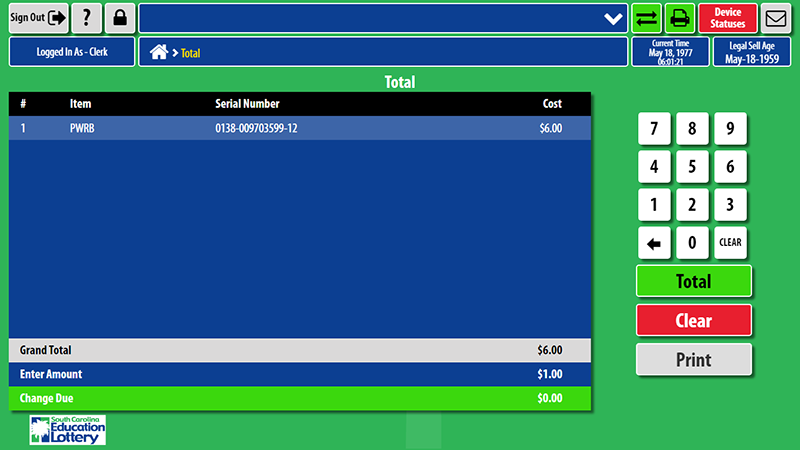 Sign Out
?
Device Statuses
Logged In As - Clerk
> Total
Current Time
May 18, 1977
06:01:21
Legal Sell Age
May-18-1959
Total
# Item Serial Number Cost
1 PWRB 0138-009703599-12 $6.00
7 8 9
4 5 6
1 2 3
0 CLEAR
Total
Clear
Print
Grand Total $6.00
Enter Amount $1.00
Change Due $0.00
South Carolina
Education
Lottery